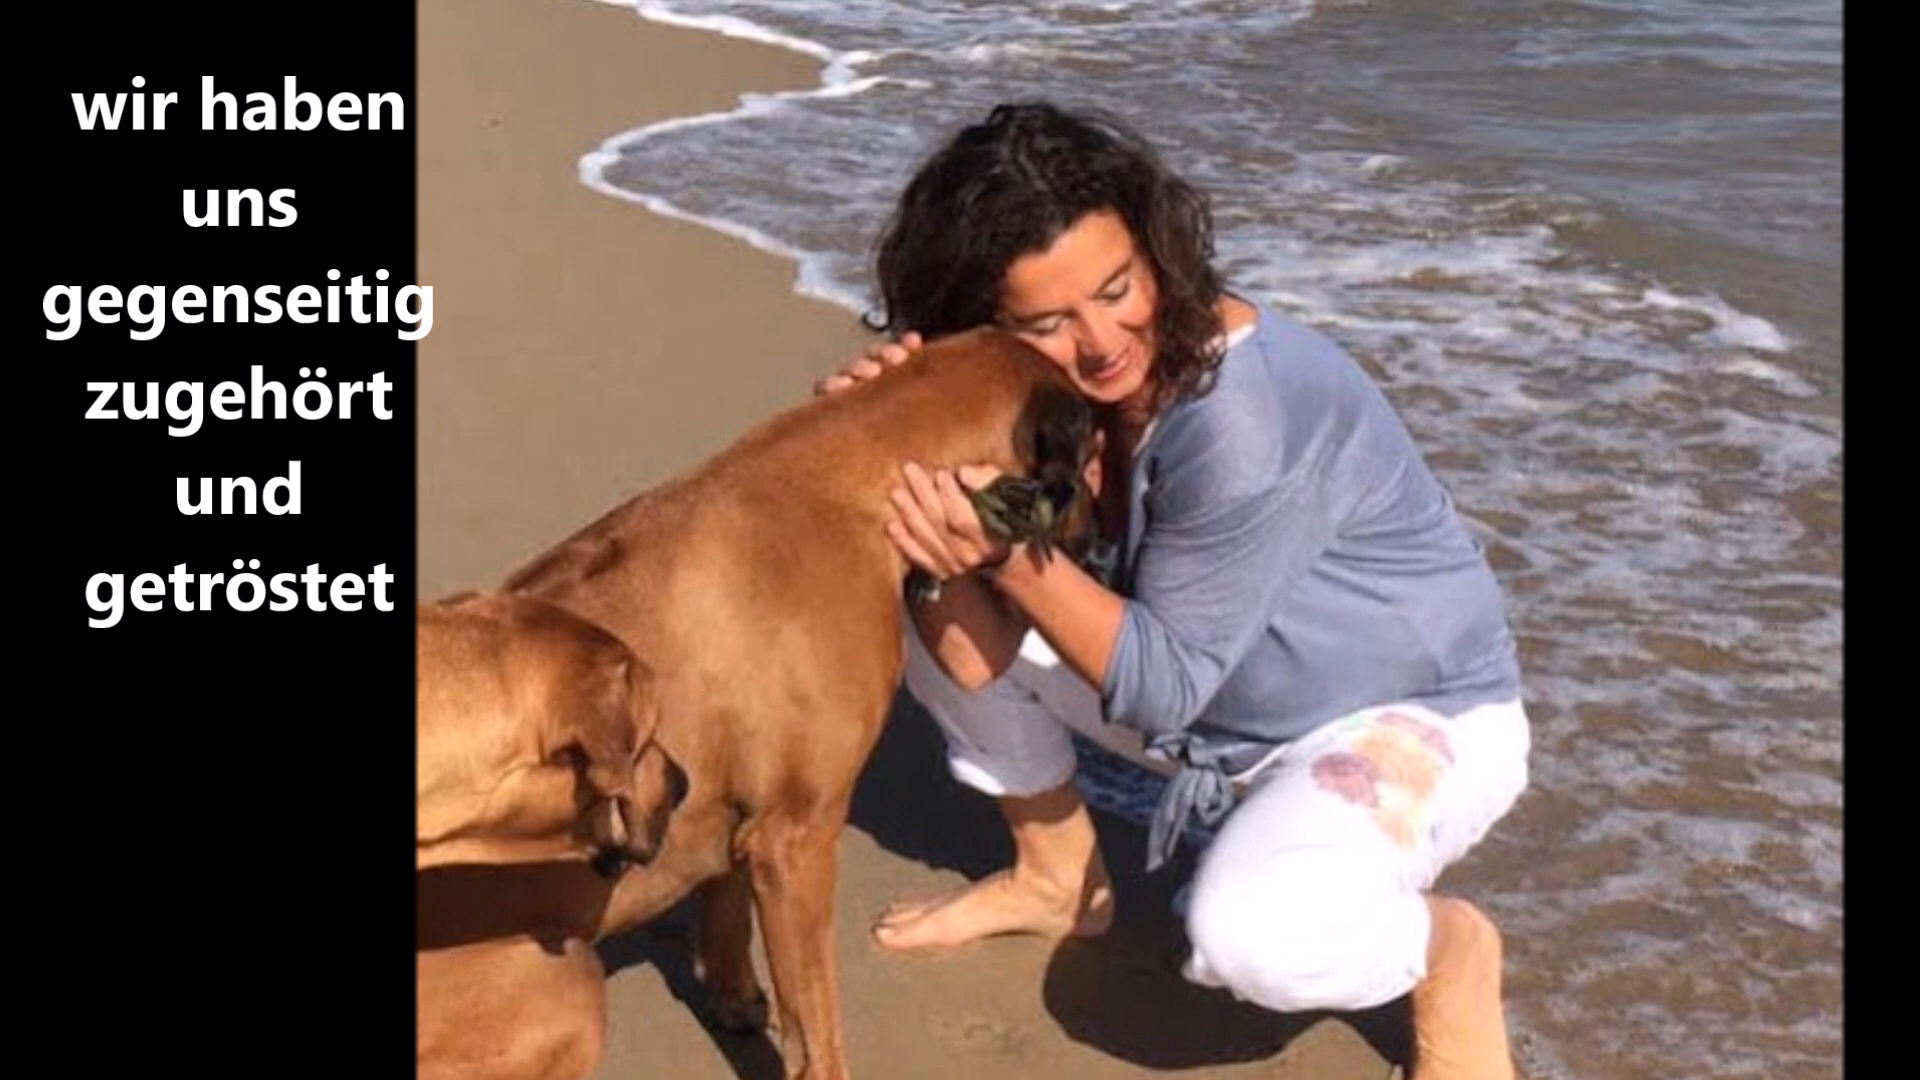 wir haben
uns
gegenseitig
zugehört
und
getröstet